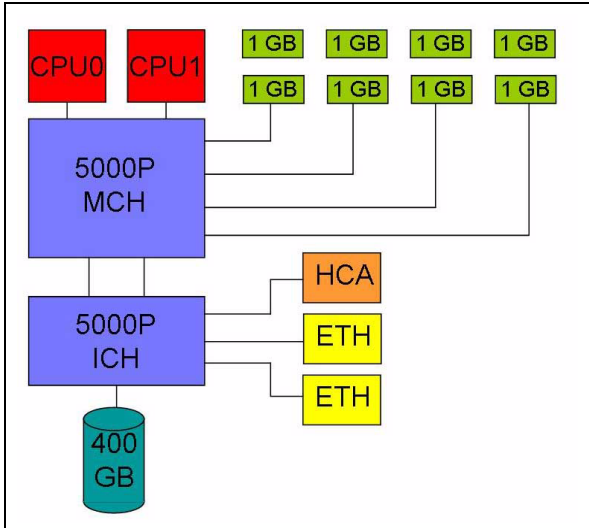 CPU0
CPU1
1 GB
1 GB
1 GB
1 GB
1 GB
1 GB
1 GB
1 GB
5000P
MCH
HCA
5000P
ICH
ETH
ETH
400
GB